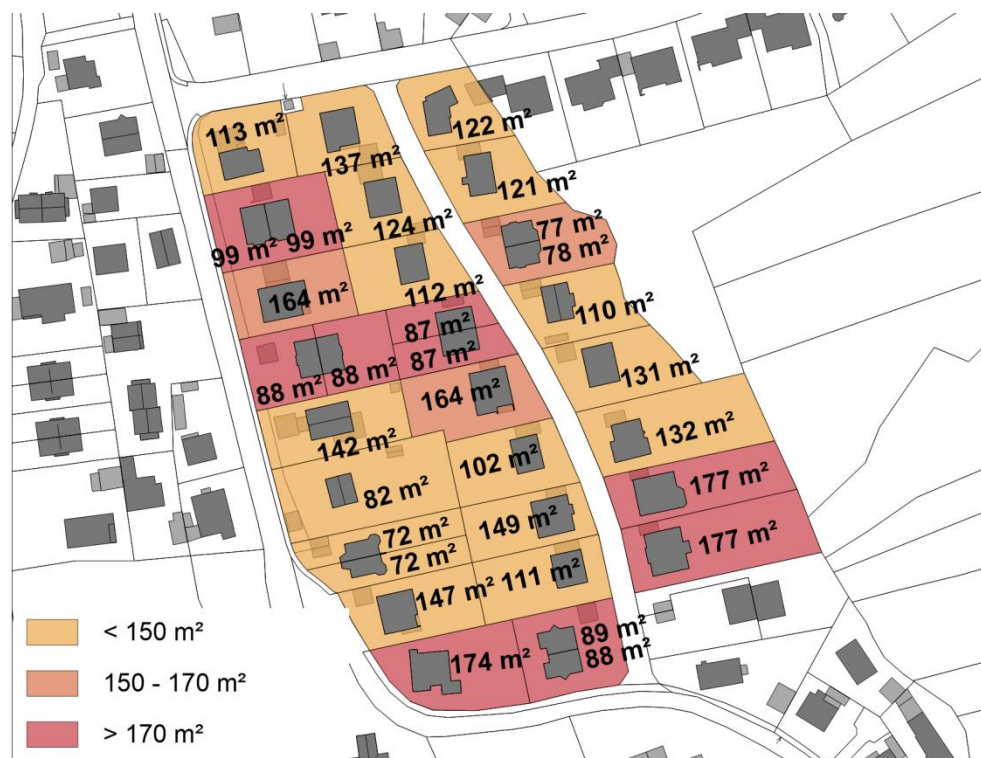 113 m²
137 m²
122 m²
121 m²
99 m² 99 m²
124 m²
77 m²
78 m²
164 m²
112 m²
110 m²
87 m²
87 m²
88 m² 88 m²
131 m²
164 m²
142 m²
132 m²
102 m²
82 m²
177 m²
149 m²
72 m²
72 m²
177 m²
147 m²
111 m²
174 m²
89 m²
88 m²
< 150 m²
150 - 170 m²
> 170 m²